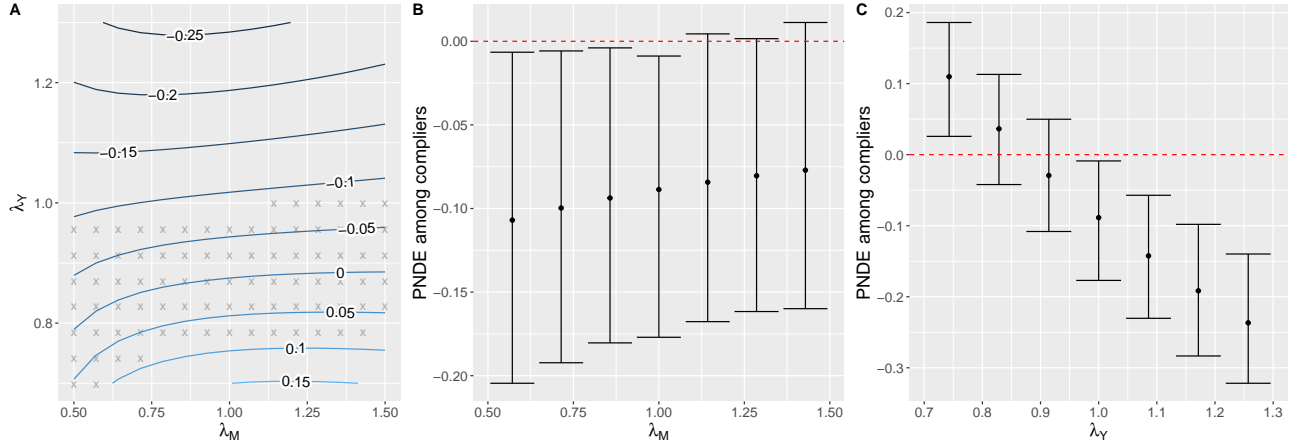 A
−0.25
−0.2
−0.15
−0.1
−0.05
0
0.05
0.1
0.15
1.2
1.0
0.8
λY
0.50 0.75 1.00 1.25 1.50
λM
B
PNDE among compliers
0.00
−0.05
−0.10
−0.15
−0.20
0.50 0.75 1.00 1.25 1.50
λM
C
PNDE among compliers
0.2
0.1
0.0
−0.1
−0.2
−0.3
0.7 0.8 0.9 1.0 1.1 1.2 1.3
λY